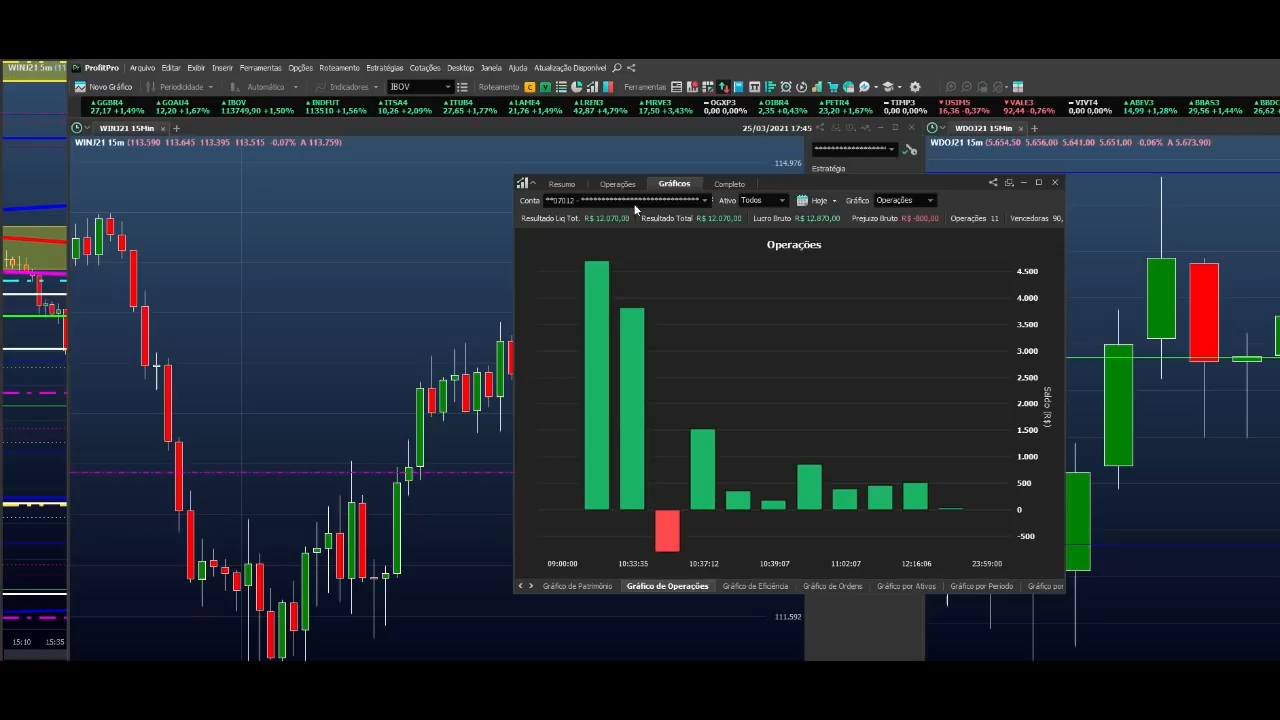 WINJ21 5m
ProfitPro Arquivo Editar Exibir Inserir Ferramentas Opções Roteamento Estratégias Cotações Desktop Janela Ajuda Atualização Disponível
Novo Gráfico Periodicidade Automático Indicadores IBOV Roteamento Ferramentas
GGBR4 GOAU4 IBOV INDFUT ITSA4 ITUB4 LAME4 LREN3 MRVE3 OGXP3 OIBR4 PETR4 TIMP3 USIM5 VALE3 VIVT4 ABEV3 BBAS3 BBDC
27,17 +1,49% 12,20 +1,67% 113749,90 +1,50% 113510 +1,56% 10,28 +1,78% 27,65 +1,77% 21,76 +2,59% 42,87 +4,79% 17,50 +3,43% 0,00 0,00% 2,35 +0,43% 23,20 +1,67% 0,00 0,00% 16,36 -0,37% 92,44 -0,76% 0,00 0,00% 14,99 +1,28% 29,56 +1,44% 26,62
WINJ21 15Min 25/03/2021 17:45 WDOJ21 15Min
WINJ21 15m (113.590 113.645 113.395 113.515) -0,07% A 113.759)
WDOJ21 15m (5.654,50 5.656,00 5.641,00 5.651,00 -0,06% A 5.673,90)
114.976
Estratégia
Resumo Operações Gráficos Completo
Conta **07012 - ****************************** Ativo Todos Hoje Gráfico Operações
Resultado Liq Tot. R$ 12.070,00 Resultado Total R$ 12.070,00 Lucro Bruto R$ 12.870,00 Prejuizo Bruto R$ -800,00 Operações 11 Vencedoras 90,
Operações
4.500
4.000
3.500
3.000
2.500
2.000
1.500
1.000
500
0
-500
Saldo (R$)
09:00:00 10:33:35 10:37:12 10:39:07 11:02:07 12:16:06 23:59:00
Gráfico de Patrimônio Gráfico de Operações Gráfico de Eficiência Gráfico de Ordens Gráfico por Ativos Gráfico por Periodo Gráfico por
111.592
15:10 15:35